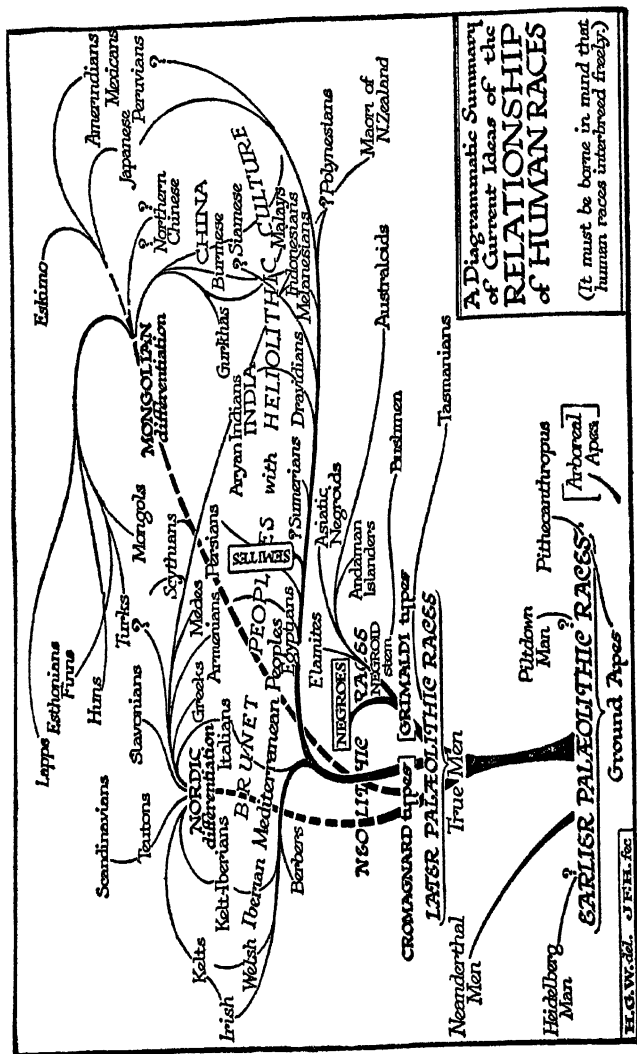 A Diagrammatic Summary
of Current Ideas of the
RELATIONSHIP
of HUMAN RACES
(It must be borne in mind that
human races interbreed freely.)
Eskimo
Amerindians
Mexicans
Peruvians
?
Japanese
?
?
Northern
Chinese
MONGOLIAN
differentiation
CHINA
Burmese
? Siamese
CULTURE
Malays
Gurkhas
Indonesians
Melanesians
? Polynesians
Maori of
N.Zealand
Lapps
Esthonians
Finns
Huns
Turks
?
Mongols
Scythians
Aryan Indians
INDIA
HELIOLITHIC
with
PEOPLES
Dravidians
? Sumerians
Australoids
Scandinavians
Teutons
Slavonians
NORDIC
differentiation
Greeks
Italians
Medes
Armenians
Persians
SEMITES
Egyptians
BRUNET
Kelts
Kelt-Iberians
Irish
Welsh
Iberian Mediterranean Peoples
Berbers
Elamites
Asiatic
Negroids
Andaman
Islanders
Bushmen
Tasmanians
NEGROES
NEGROID
stem
NEOLITHIC RACES
CROMAGNARD types
GRIMALDI types
LATER PALÆOLITHIC RACES
True Men
Neanderthal
Men
Heidelberg
Man
?
Piltdown
Man
?
Pithecanthropus
?
EARLIER PALÆOLITHIC RACES
Arboreal
Apes
Ground Apes
H.G.W. del. J.F.H. fec